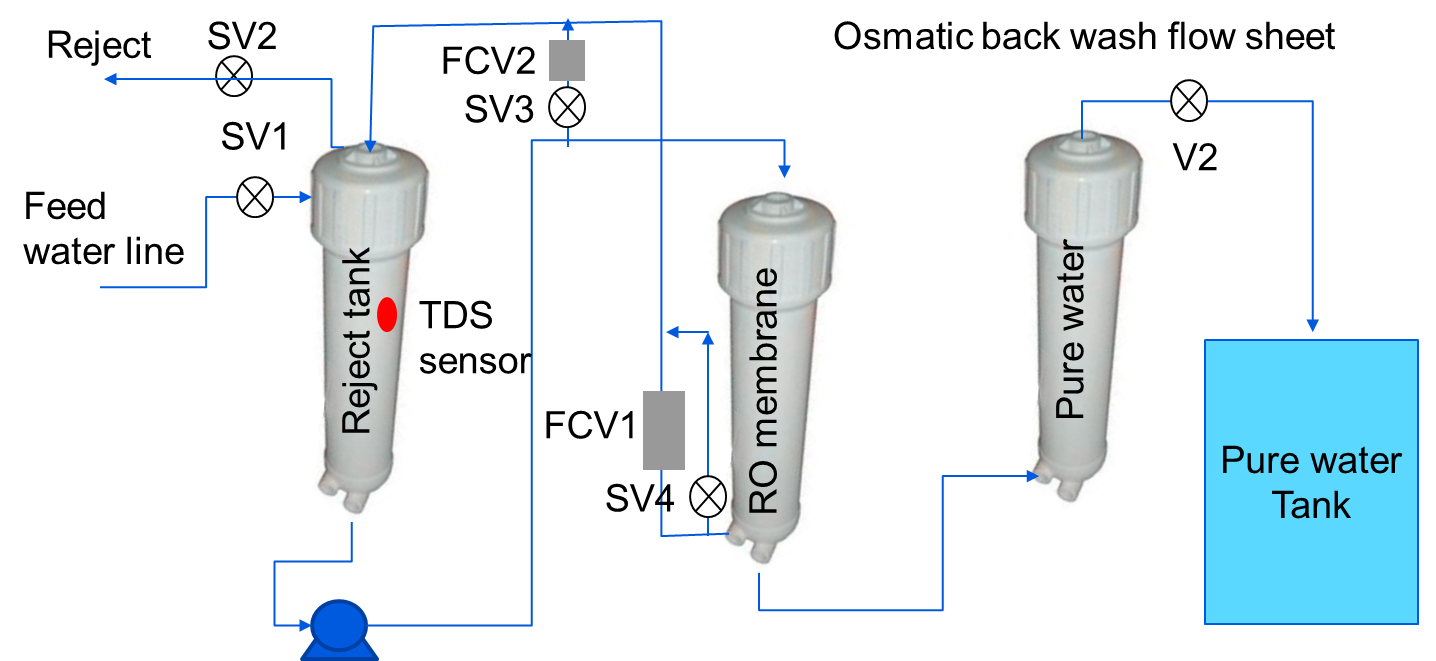 Osmatic back wash flow sheet
Reject
SV2
FCV2
SV3
SV1
V2
Feed
water line
Reject tank
TDS
sensor
RO membrane
Pure water
FCV1
SV4
Pure water
Tank